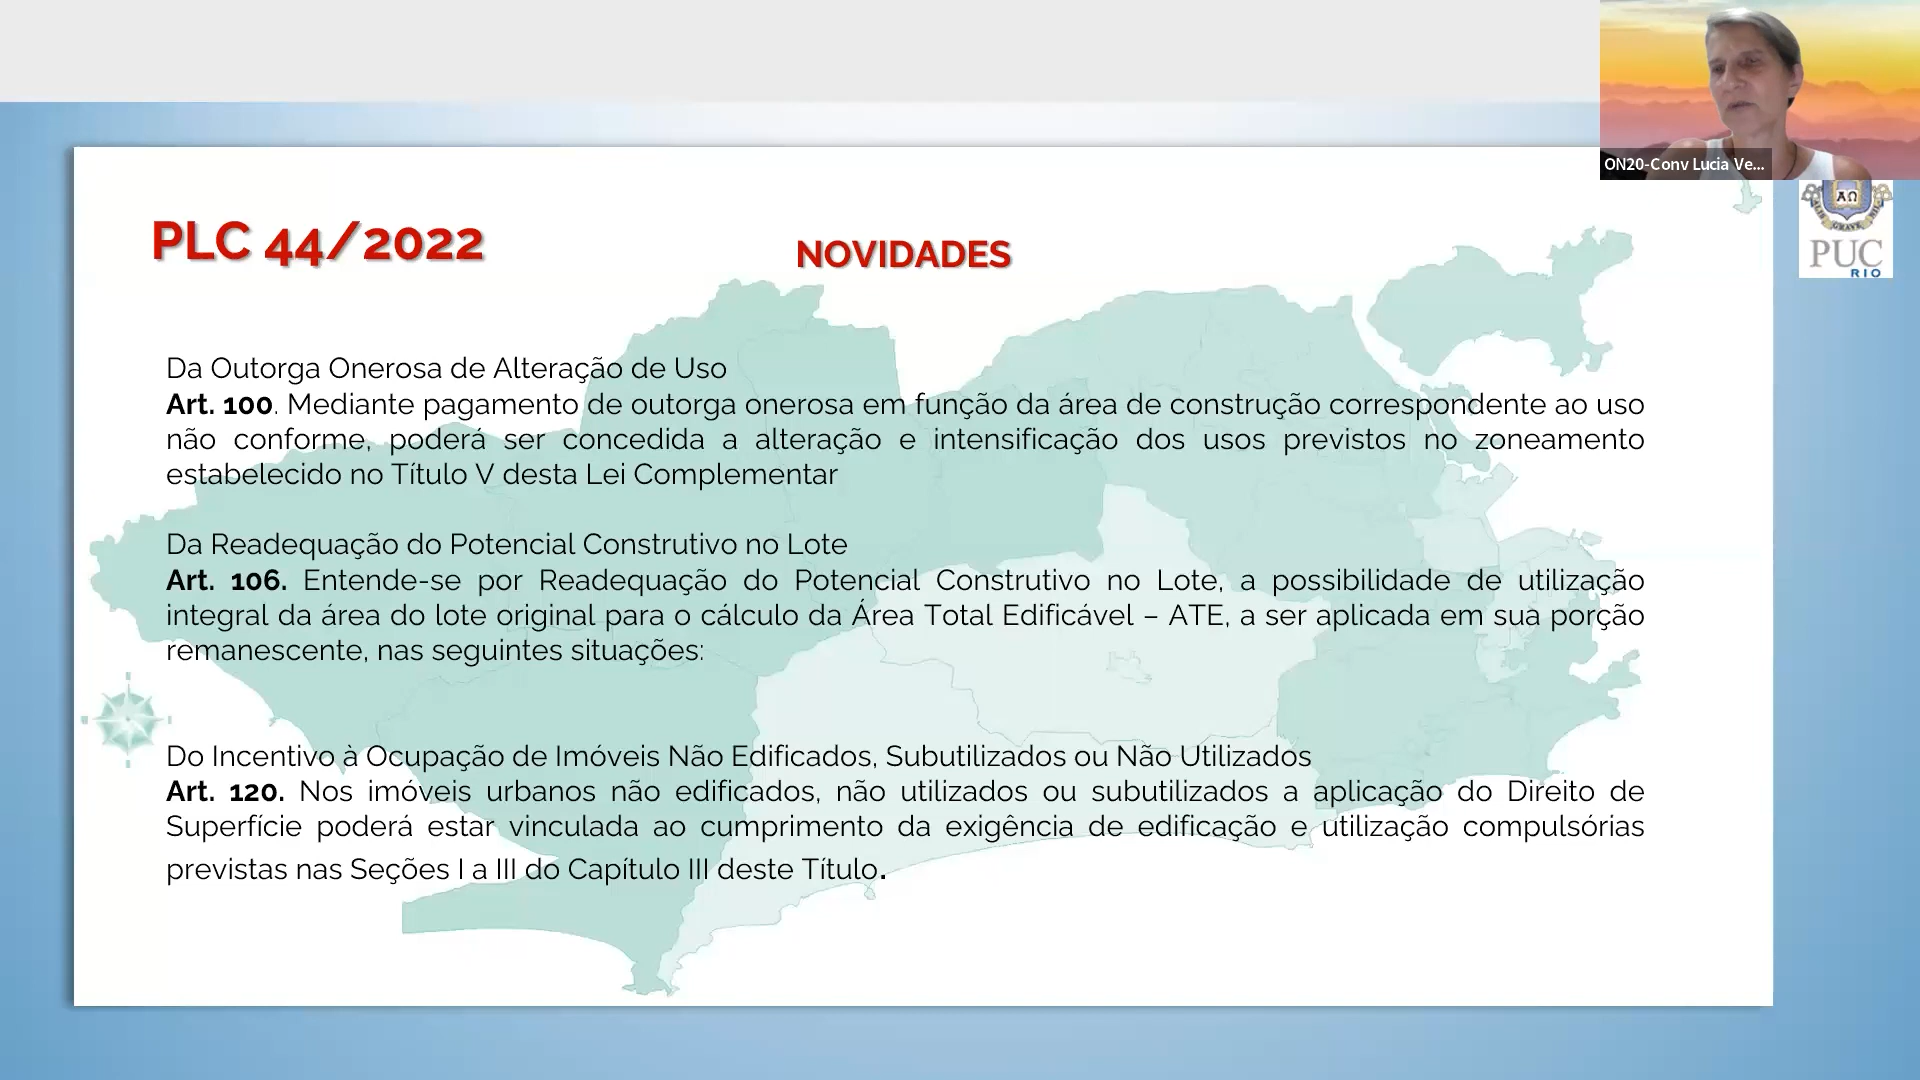 ON20-Conv Lucia Ve...
ΑΩ
ALIS
GRAVE
NIL
PUC
RIO
PLC 44/2022
NOVIDADES
Da Outorga Onerosa de Alteração de Uso
Art. 100. Mediante pagamento de outorga onerosa em função da área de construção correspondente ao uso
não conforme, poderá ser concedida a alteração e intensificação dos usos previstos no zoneamento
estabelecido no Título V desta Lei Complementar
Da Readequação do Potencial Construtivo no Lote
Art. 106. Entende-se por Readequação do Potencial Construtivo no Lote, a possibilidade de utilização
integral da área do lote original para o cálculo da Área Total Edificável – ATE, a ser aplicada em sua porção
remanescente, nas seguintes situações:
Do Incentivo à Ocupação de Imóveis Não Edificados, Subutilizados ou Não Utilizados
Art. 120. Nos imóveis urbanos não edificados, não utilizados ou subutilizados a aplicação do Direito de
Superfície poderá estar vinculada ao cumprimento da exigência de edificação e utilização compulsórias
previstas nas Seções I a III do Capítulo III deste Título.